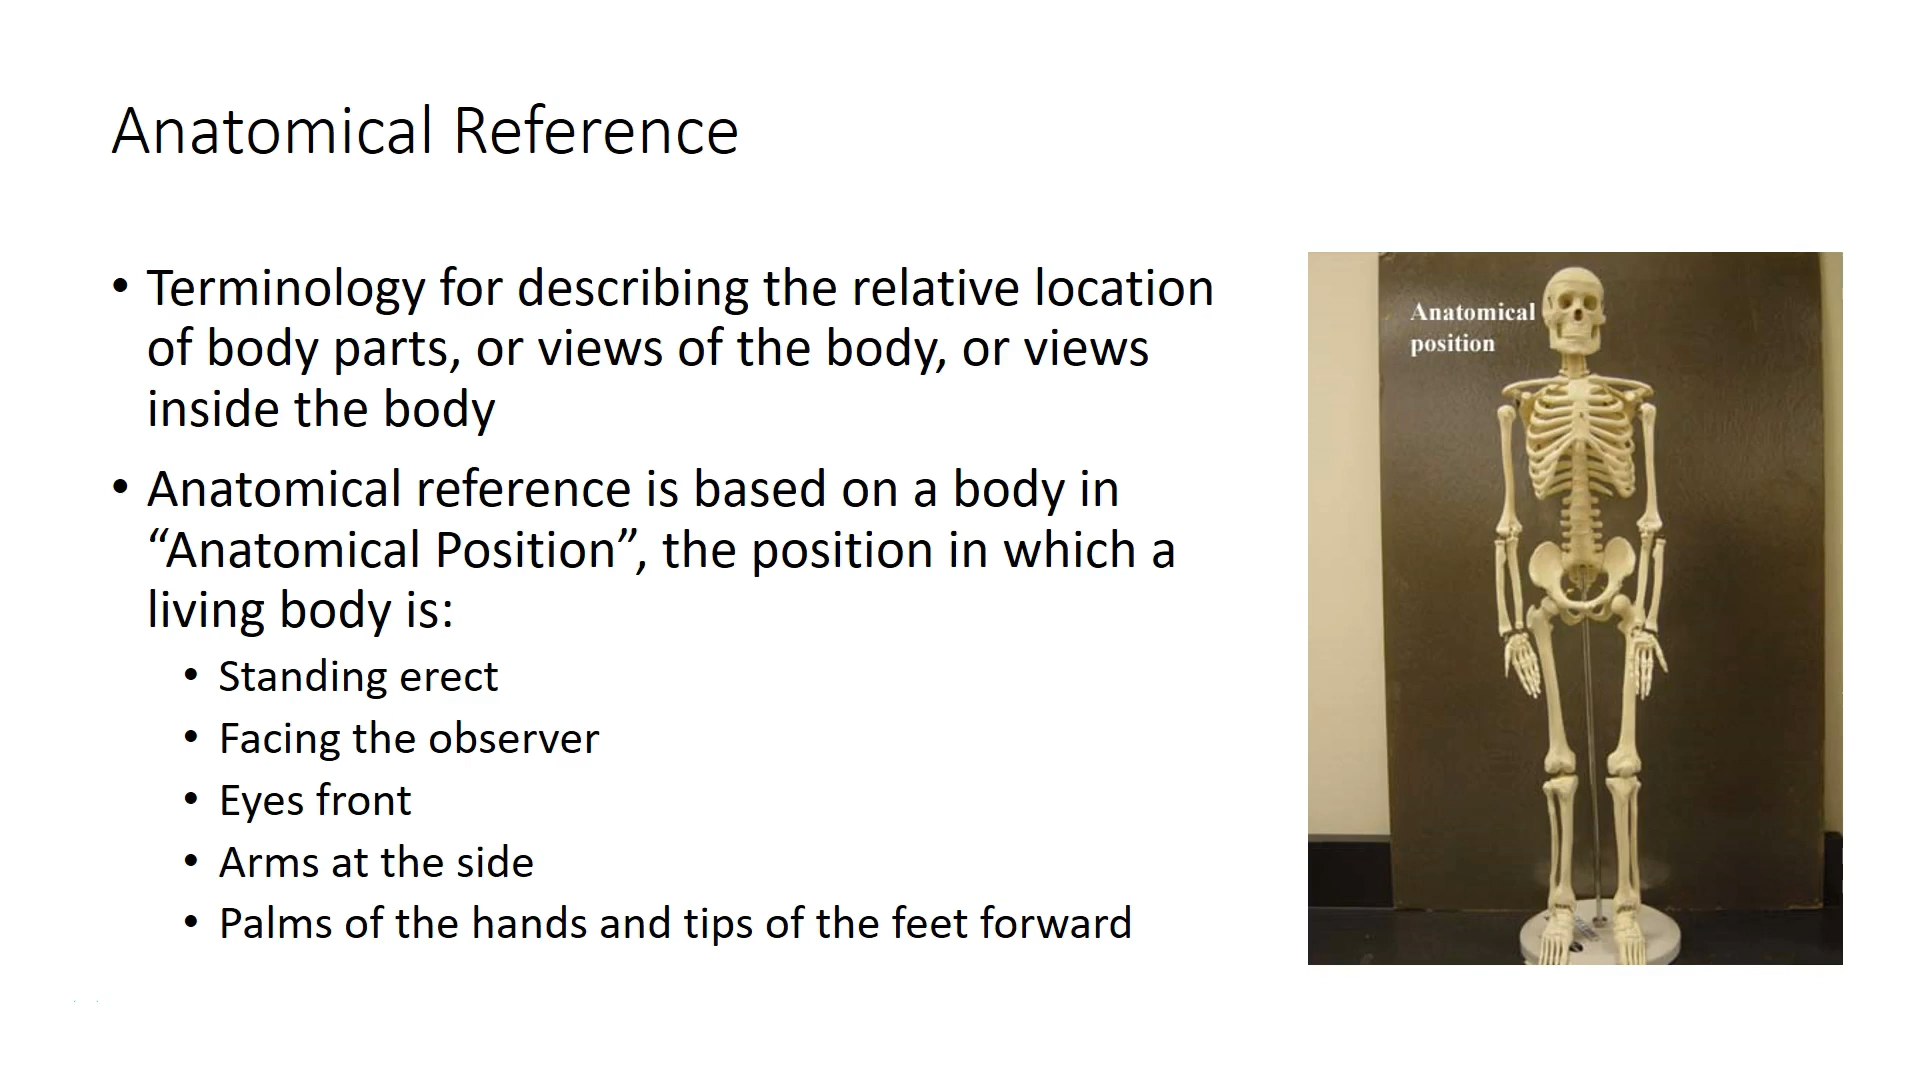 Anatomical Reference
• Terminology for describing the relative location
of body parts, or views of the body, or views
inside the body
• Anatomical reference is based on a body in
“Anatomical Position”, the position in which a
living body is:
• Standing erect
• Facing the observer
• Eyes front
• Arms at the side
• Palms of the hands and tips of the feet forward
Anatomical
position